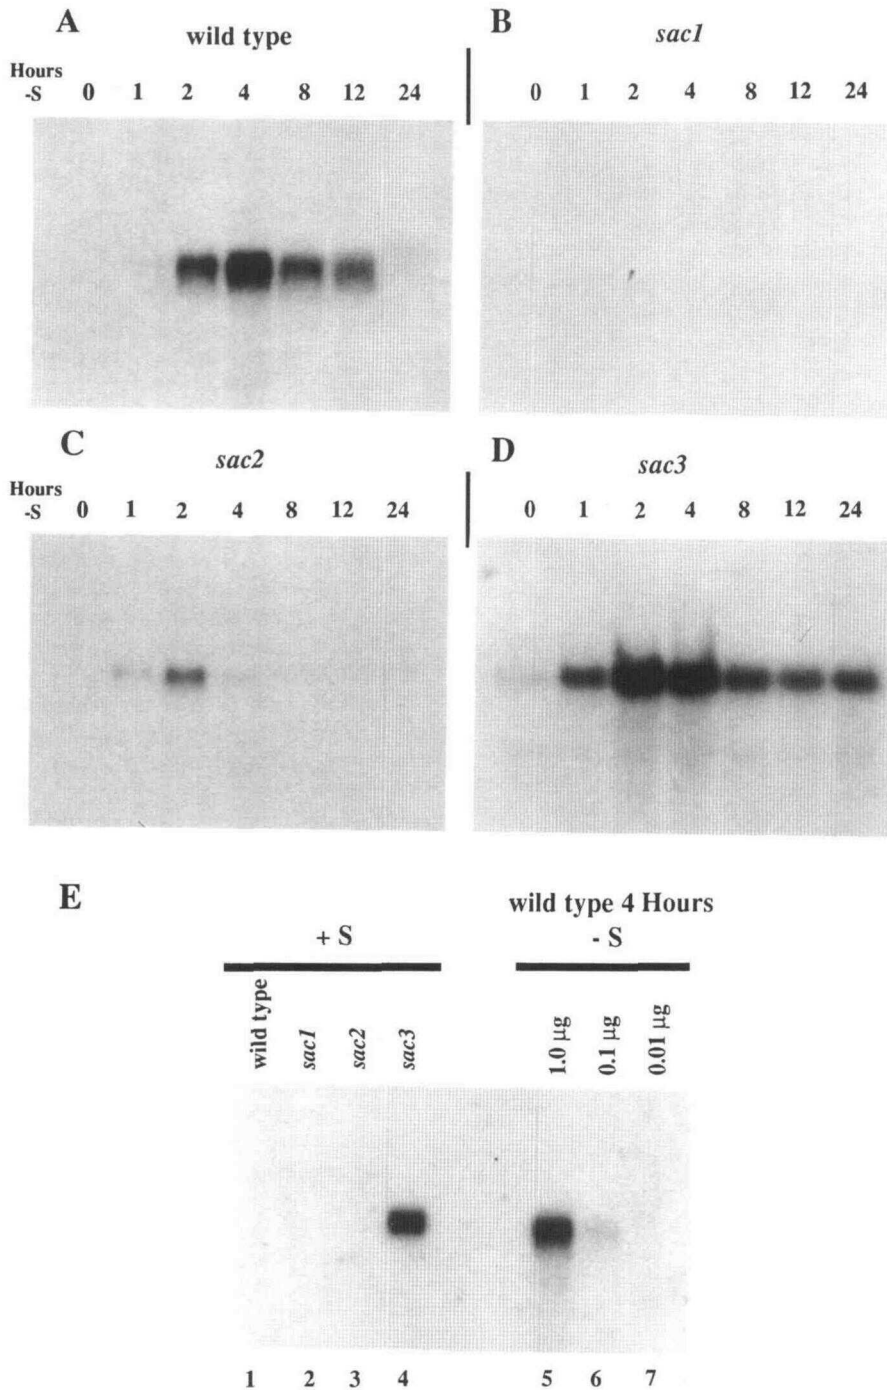 A
wild type
Hours
-S 0 1 2 4 8 12 24
B
sac1
0 1 2 4 8 12 24
C
sac2
Hours
-S 0 1 2 4 8 12 24
D
sac3
0 1 2 4 8 12 24
E
+ S
wild type 4 Hours
- S
wild type
sac1
sac2
sac3
1.0 µg
0.1 µg
0.01 µg
1 2 3 4 5 6 7